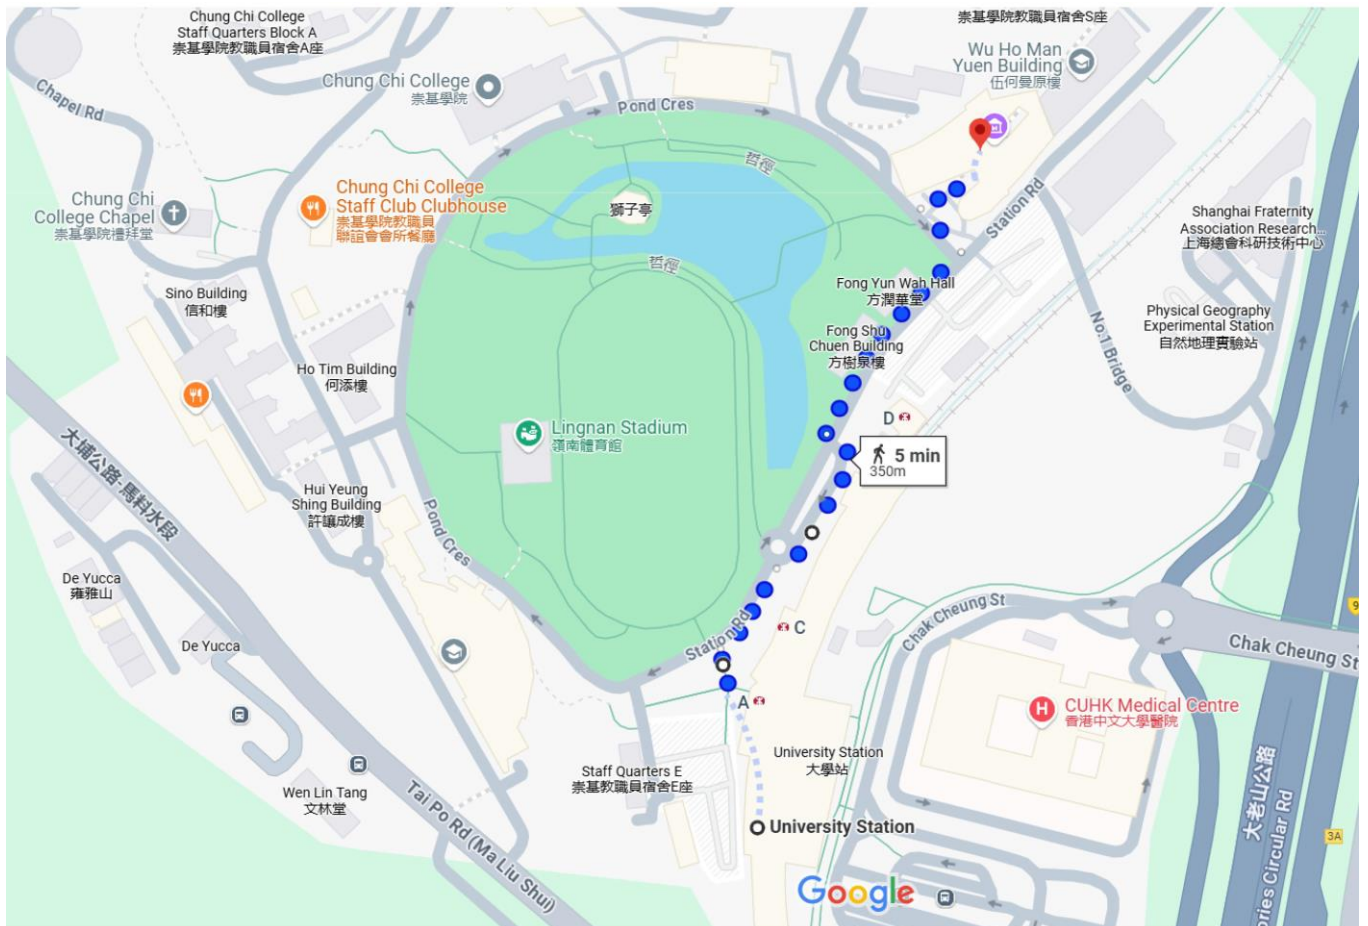 Chung Chi College
Staff Quarters Block A
崇基學院教職員宿舍A座
崇基學院教職員宿舍S座
Wu Ho Man
Yuen Building
伍何曼原樓
Chung Chi College
崇基學院
Chapel Rd
Pond Cres
哲徑
Chung Chi College
Staff Club Clubhouse
崇基學院教職員
聯誼會會所餐廳
Chung Chi
College Chapel
崇基學院禮拜堂
獅子亭
Station Rd
Shanghai Fraternity
Association Research...
上海總會科研技術中心
哲徑
Sino Building
信和樓
Fong Yun Wah Hall
方潤華堂
Fong Shu
Chuen Building
方樹泉樓
Physical Geography
Experimental Station
自然地理實驗站
No.1 Bridge
Ho Tim Building
何添樓
D
Lingnan Stadium
嶺南體育館
5 min
350m
大埔公路-馬料水段
Hui Yeung
Shing Building
許讓成樓
Pond Cres
De Yucca
雍雅山
De Yucca
Chak Cheung St
9
C
Station Rd
Chak Cheung St
A
H
CUHK Medical Centre
香港中文大學醫院
University Station
大學站
Staff Quarters E
崇基教職員宿舍E座
Wen Lin Tang
文林堂
Tai Po Rd (Ma Liu Shui)
大老山公路
ories Circular Rd
3A
University Station
Google